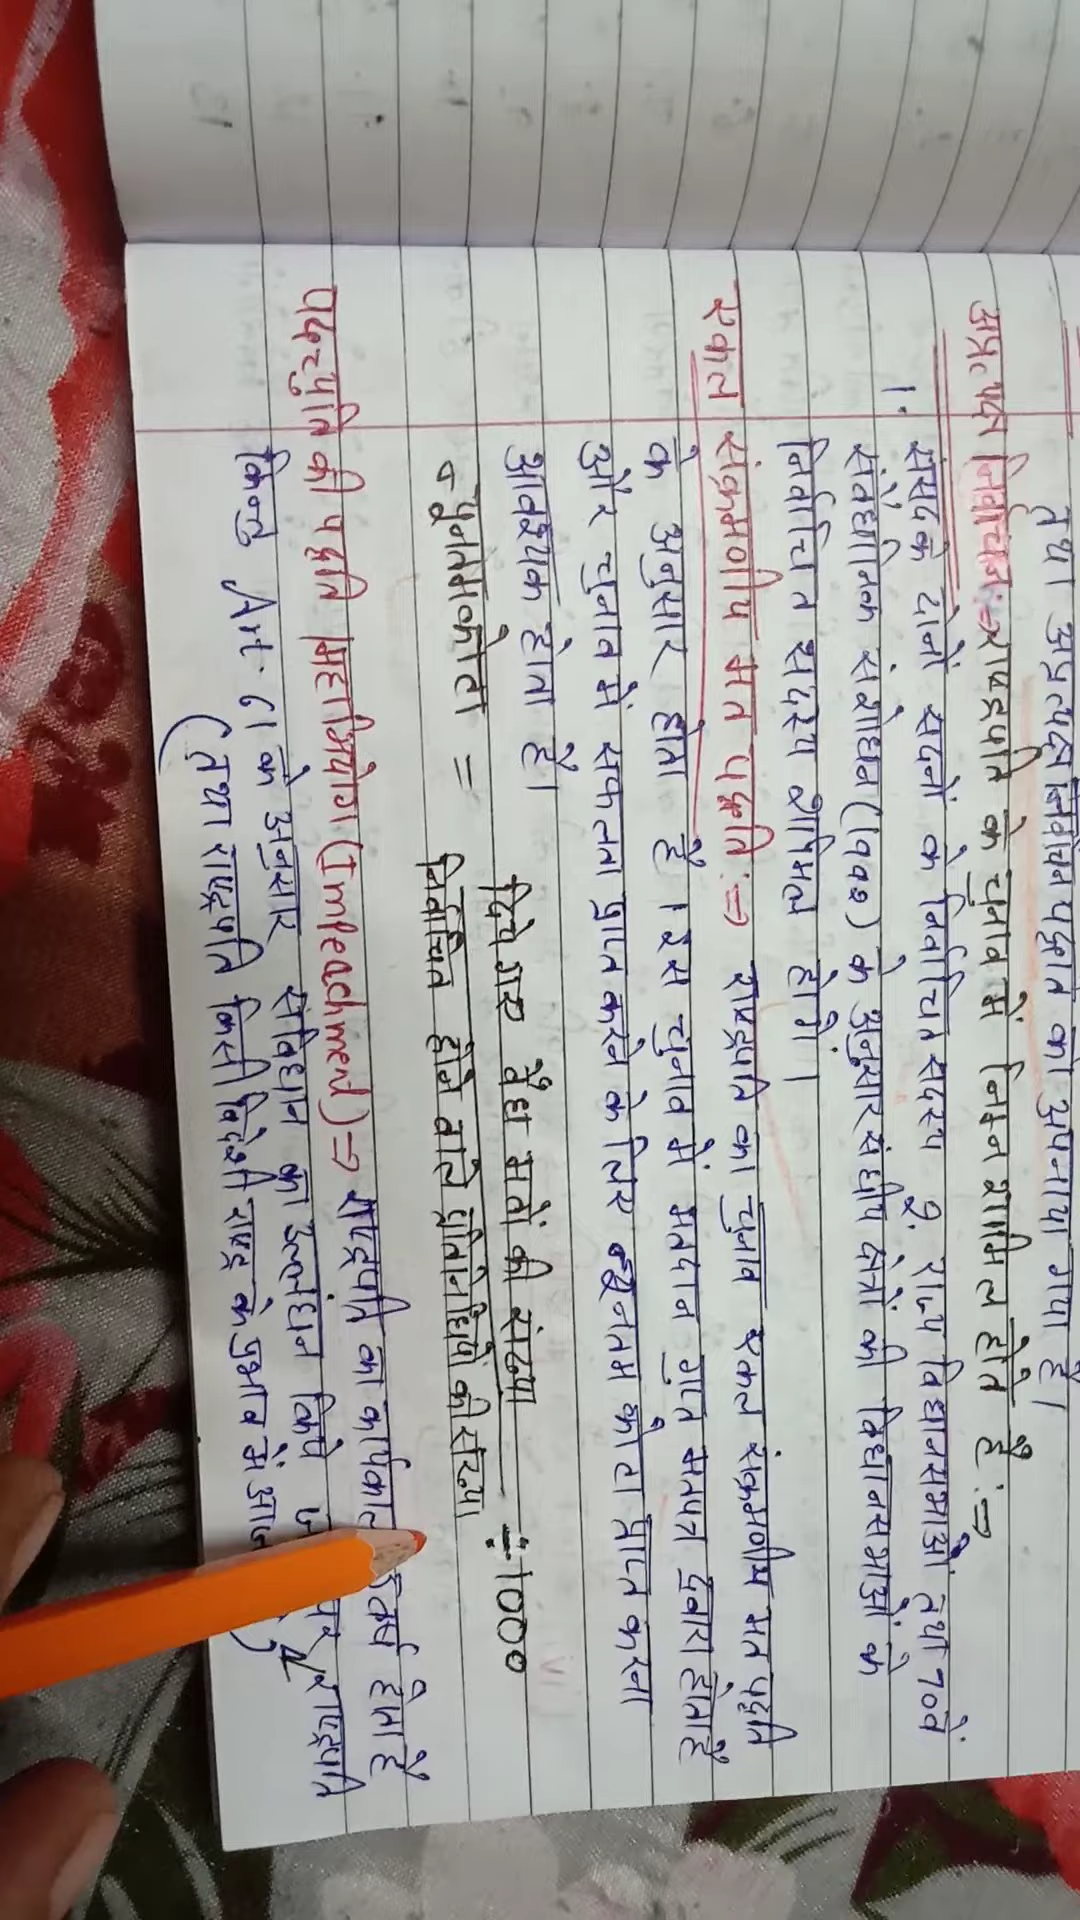 तथा अप्रत्यक्ष निर्वाचन पद्धति को अपनाया गया है।
अप्रत्यक्ष निर्वाचन:⇒ राष्ट्रपति के चुनाव में निम्न शामिल होते हैं :⇒
1. संसद के दोनों सदनों के निर्वाचित सदस्य 2. राज्य विधानसभाओं तथा 70वें
संवैधानिक संशोधन (1992) के अनुसार संघीय क्षेत्रों की विधानसभाओं के
निर्वाचित सदस्य शामिल होंगे।
एकल संक्रमणीय मत पद्धति :⇒ राष्ट्रपति का चुनाव एकल संक्रमणीय मत पद्धति
के अनुसार होता है। इस चुनाव में मतदान गुप्त मतपत्र द्वारा होता है
और चुनाव में सफलता प्राप्त करने के लिए न्यूनतम कोटा प्राप्त करना
आवश्यक होता है।
न्यूनतम कोटा = दिये गए वैध मतों की संख्या ÷ 1000
निर्वाचित होने वाले प्रतिनिधियों की संख्या
पदच्युति की पद्धति महाभियोग (Impeachment) ⇒ राष्ट्रपति का कार्यकाल वर्ष होता है
किन्तु Art. 61 के अनुसार संविधान का उल्लंघन किये पर राष्ट्रपति
(तथा राष्ट्रपति किसी विदेशी राष्ट्र के प्रभाव में